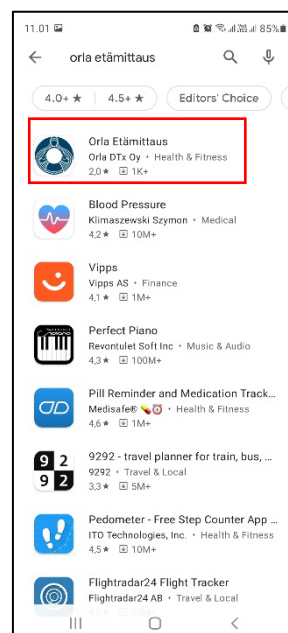 11.01 85%
orla etämittaus
4.0+ ★ 4.5+ ★ Editors' Choice
Orla Etämittaus
Orla DTx Oy • Health & Fitness
2,0 ★ 1K+
Blood Pressure
Klimaszewski Szymon • Medical
4,2 ★ 10M+
Vipps
Vipps AS • Finance
4,1 ★ 1M+
Perfect Piano
Revontulet Soft Inc • Music & Audio
4,3 ★ 100M+
Pill Reminder and Medication Track...
Medisafe® 💊⏰ • Health & Fitness
4,6 ★ 1M+
9292 - travel planner for train, bus, ...
9292 • Travel & Local
3,3 ★ 5M+
Pedometer - Free Step Counter App ...
ITO Technologies, Inc. • Health & Fitness
4,5 ★ 10M+
Flightradar24 Flight Tracker
Flightradar24 AB • Travel & Local